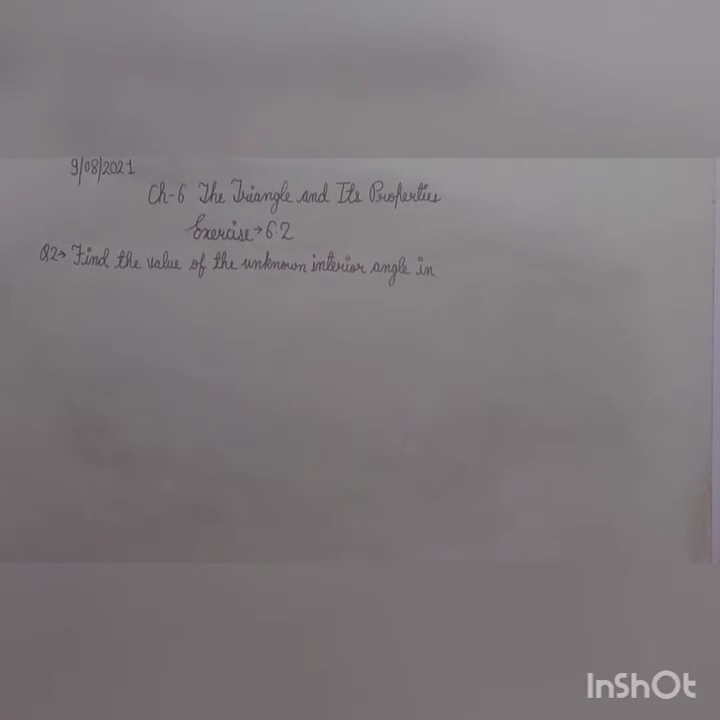 9/08/2021
Ch-6 The Triangle and Its Properties
Exercise→6.2
Q2→ Find the value of the unknown interior angle in
InShOt